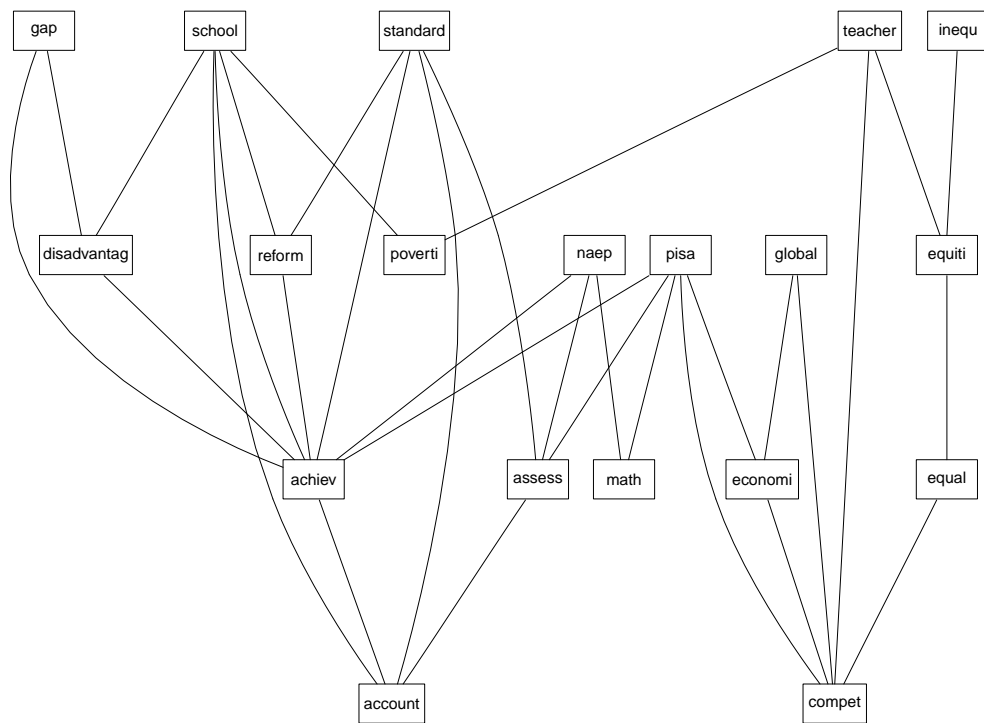 gap
school
standard
teacher
inequ
disadvantag
reform
poverti
naep
pisa
global
equiti
achiev
assess
math
economi
equal
account
compet